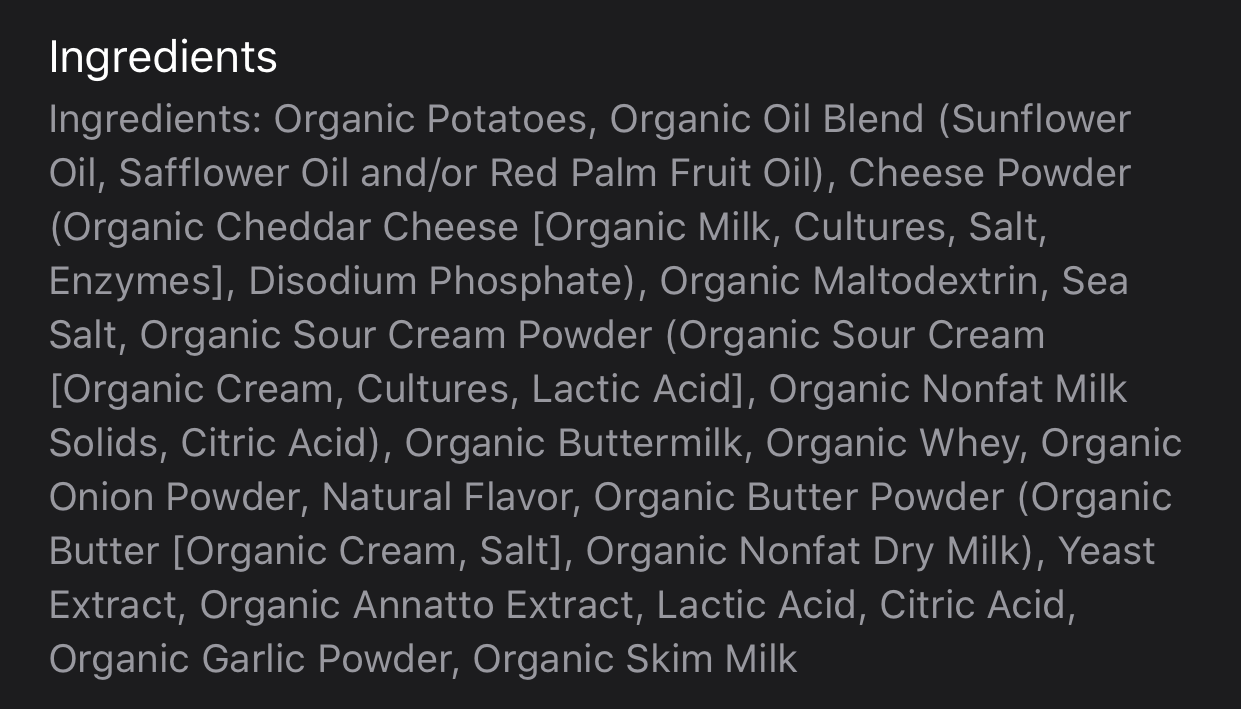 Ingredients
Ingredients: Organic Potatoes, Organic Oil Blend (Sunflower
Oil, Safflower Oil and/or Red Palm Fruit Oil), Cheese Powder
(Organic Cheddar Cheese [Organic Milk, Cultures, Salt,
Enzymes], Disodium Phosphate), Organic Maltodextrin, Sea
Salt, Organic Sour Cream Powder (Organic Sour Cream
[Organic Cream, Cultures, Lactic Acid], Organic Nonfat Milk
Solids, Citric Acid), Organic Buttermilk, Organic Whey, Organic
Onion Powder, Natural Flavor, Organic Butter Powder (Organic
Butter [Organic Cream, Salt], Organic Nonfat Dry Milk), Yeast
Extract, Organic Annatto Extract, Lactic Acid, Citric Acid,
Organic Garlic Powder, Organic Skim Milk